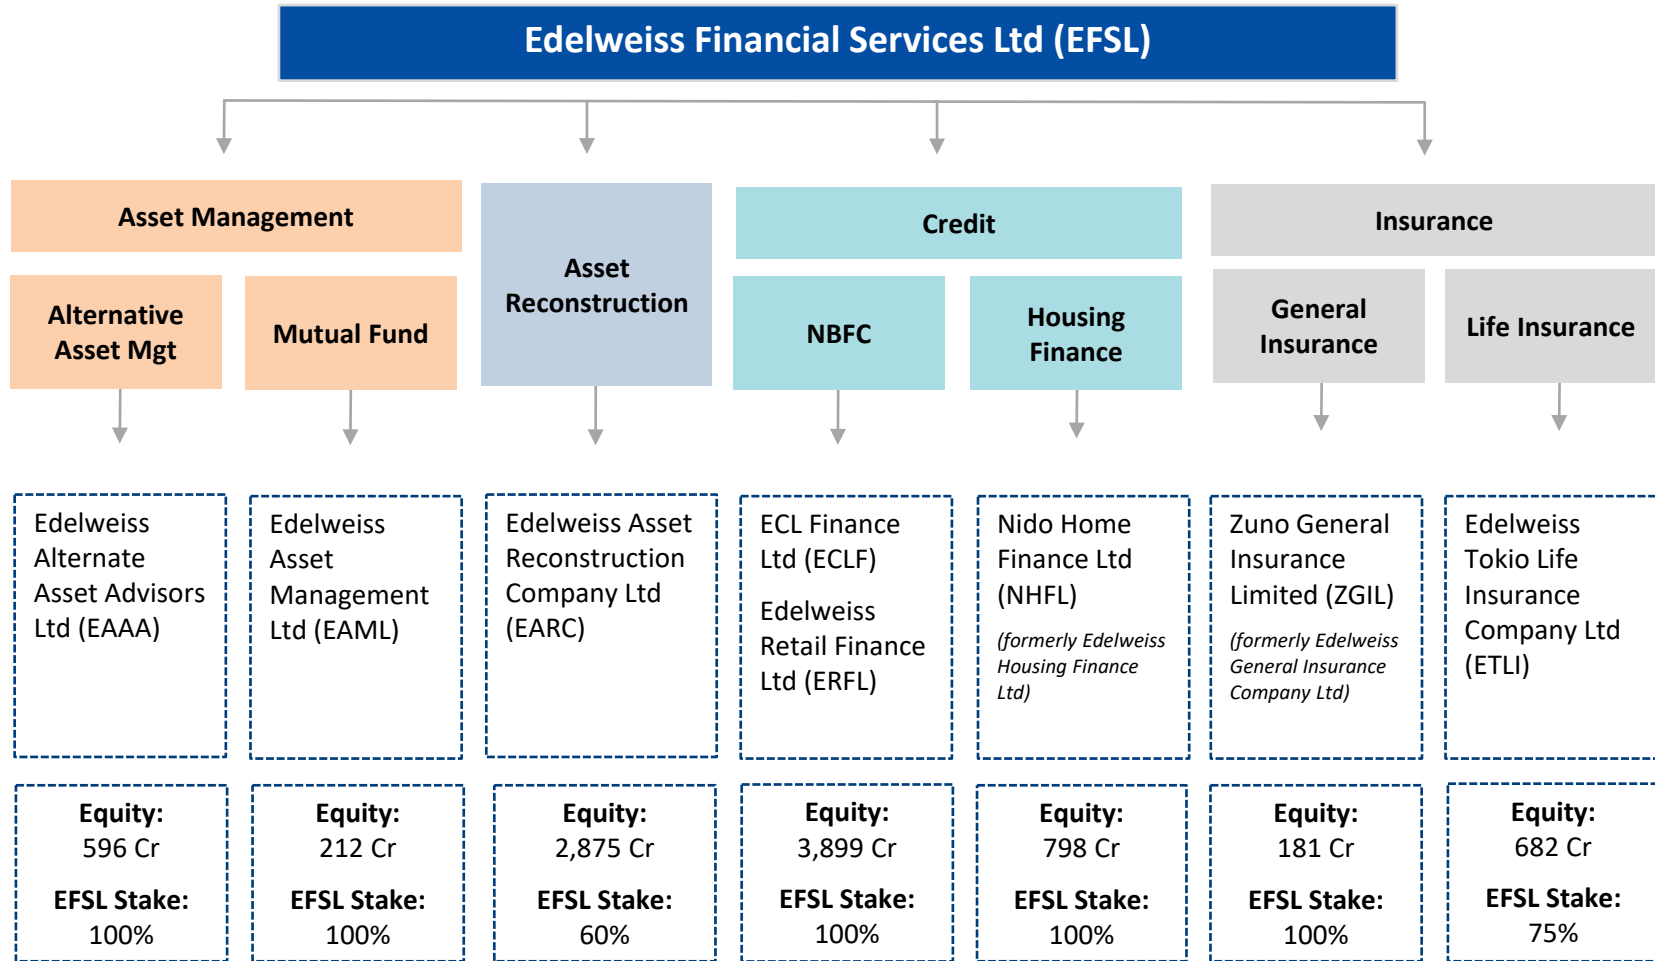 Edelweiss Financial Services Ltd (EFSL)
Asset Management
Alternative
Asset Mgt
Mutual Fund
Asset
Reconstruction
Credit
NBFC
Housing
Finance
Insurance
General
Insurance
Life Insurance
Edelweiss
Alternate
Asset Advisors
Ltd (EAAA)
Edelweiss
Asset
Management
Ltd (EAML)
Edelweiss Asset
Reconstruction
Company Ltd
(EARC)
ECL Finance
Ltd (ECLF)
Edelweiss
Retail Finance
Ltd (ERFL)
Nido Home
Finance Ltd
(NHFL)
(formerly Edelweiss
Housing Finance
Ltd)
Zuno General
Insurance
Limited (ZGIL)
(formerly Edelweiss
General Insurance
Company Ltd)
Edelweiss
Tokio Life
Insurance
Company Ltd
(ETLI)
Equity:
596 Cr
EFSL Stake:
100%
Equity:
212 Cr
EFSL Stake:
100%
Equity:
2,875 Cr
EFSL Stake:
60%
Equity:
3,899 Cr
EFSL Stake:
100%
Equity:
798 Cr
EFSL Stake:
100%
Equity:
181 Cr
EFSL Stake:
100%
Equity:
682 Cr
EFSL Stake:
75%